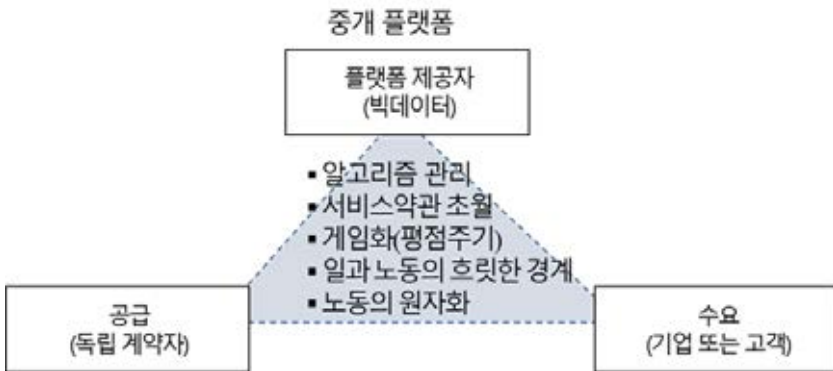 중개 플랫폼
플랫폼 제공자
(빅데이터)
▪ 알고리즘 관리
▪ 서비스약관 초월
▪ 게임화(평점주기)
▪ 일과 노동의 흐릿한 경계
▪ 노동의 원자화
공급
(독립 계약자)
수요
(기업 또는 고객)